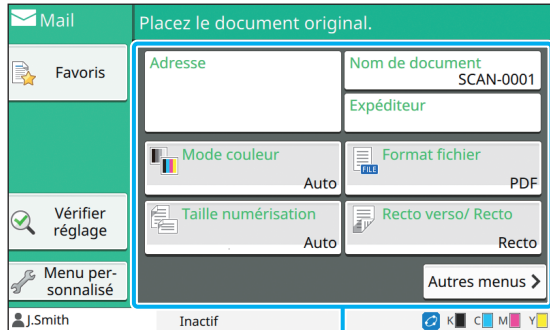 Mail
Placez le document original.
Favoris
Adresse
Nom de document
SCAN-0001
Expéditeur
Mode couleur
Auto
Format fichier
FILE
PDF
Vérifier
réglage
Taille numérisation
Auto
Recto verso/ Recto
Recto
Menu per-
sonnalisé
Autres menus
J.Smith
Inactif
K C M Y